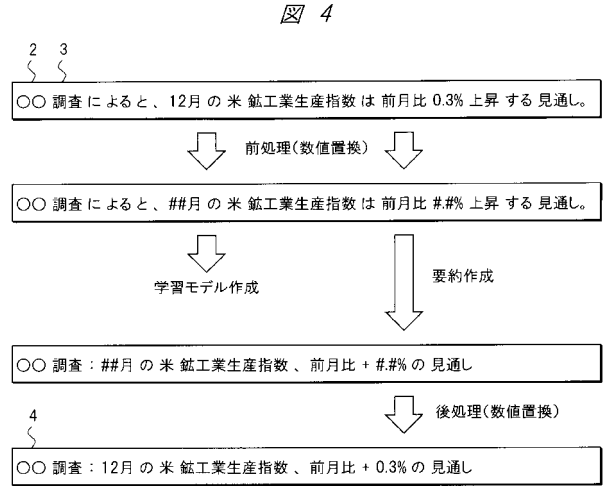 図 4
2 3
○○ 調査 によると、12月 の 米 鉱工業生産指数 は 前月比 0.3% 上昇 する 見通し。
前処理(数値置換)
○○ 調査 によると、##月 の 米 鉱工業生産指数 は 前月比 #.#% 上昇 する 見通し。
学習モデル作成
要約作成
○○ 調査：##月 の 米 鉱工業生産指数 、前月比 + #.#% の 見通し
後処理(数値置換)
4
○○ 調査：12月 の 米 鉱工業生産指数 、前月比 + 0.3% の 見通し